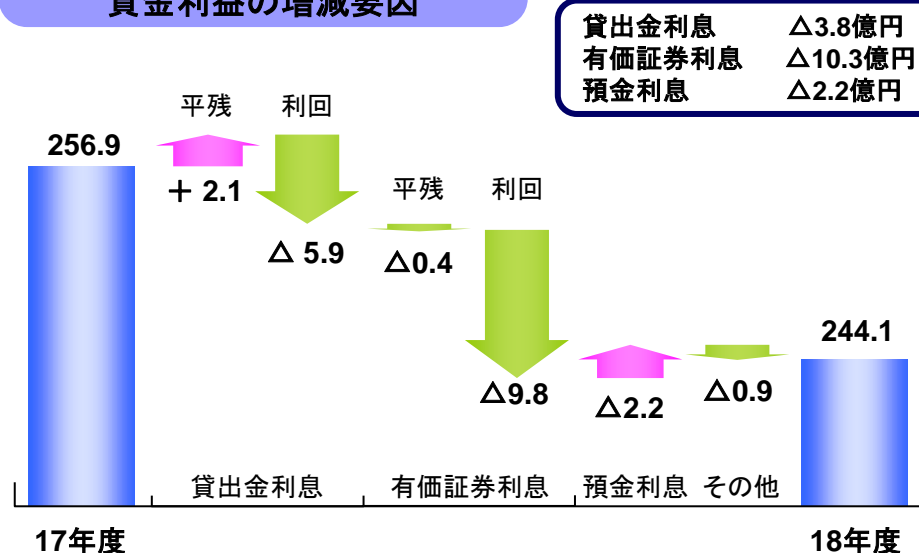 資金利益の増減要因
貸出金利息 △3.8億円
有価証券利息 △10.3億円
預金利息 △2.2億円
平残 利回
256.9
＋ 2.1
平残 利回
△ 5.9
△0.4
244.1
△9.8
△2.2
△0.9
貸出金利息 有価証券利息 預金利息 その他
17年度 18年度